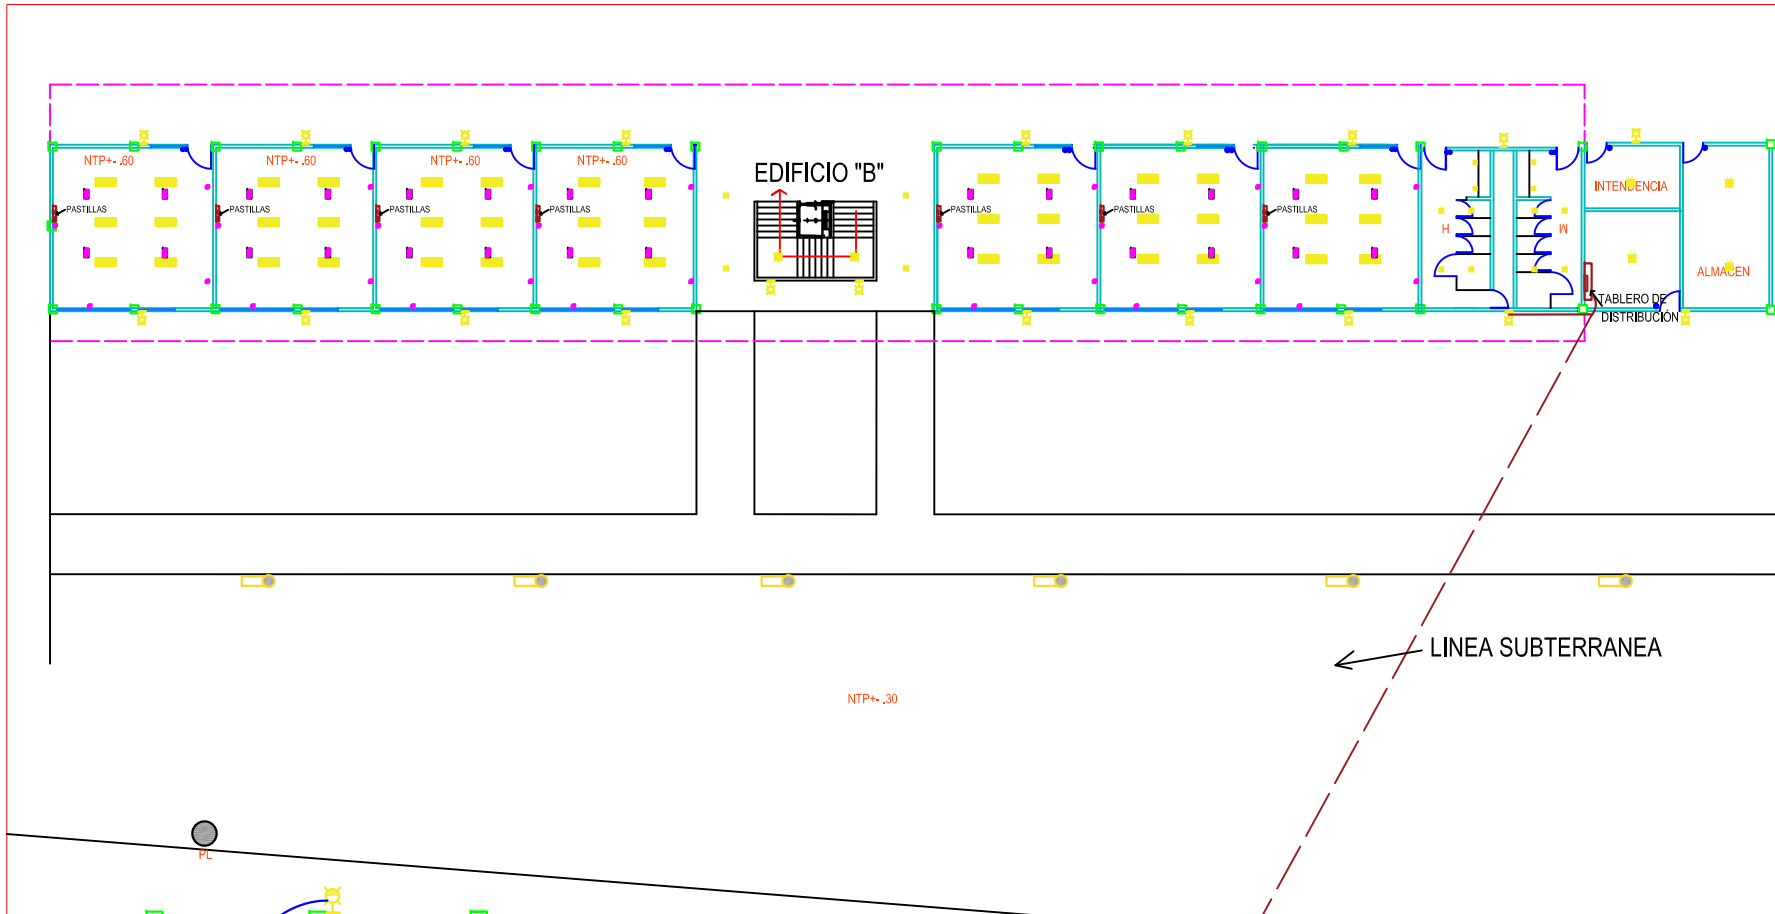 NTP+- .60
NTP+- .60
NTP+- .60
NTP+- .60
EDIFICIO "B"
INTENDENCIA
PASTILLAS
PASTILLAS
PASTILLAS
PASTILLAS
PASTILLAS
PASTILLAS
PASTILLAS
H
M
ALMACEN
TABLERO DE
DISTRIBUCIÓN
LINEA SUBTERRANEA
NTP+- .30
PL